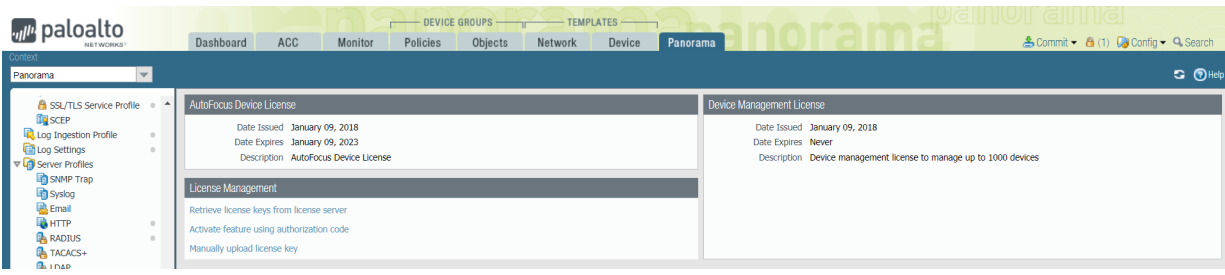 paloalto
NETWORKS
DEVICE GROUPS
TEMPLATES
panorama
panorama
panorama
Dashboard ACC Monitor Policies Objects Network Device Panorama
Commit (1) Config Search
Context
Panorama
Help
SSL/TLS Service Profile
SCEP
Log Ingestion Profile
Log Settings
Server Profiles
SNMP Trap
Syslog
Email
HTTP
RADIUS
TACACS+
LDAP
AutoFocus Device License
Date Issued January 09, 2018
Date Expires January 09, 2023
Description AutoFocus Device License
License Management
Retrieve license keys from license server
Activate feature using authorization code
Manually upload license key
Device Management License
Date Issued January 09, 2018
Date Expires Never
Description Device management license to manage up to 1000 devices